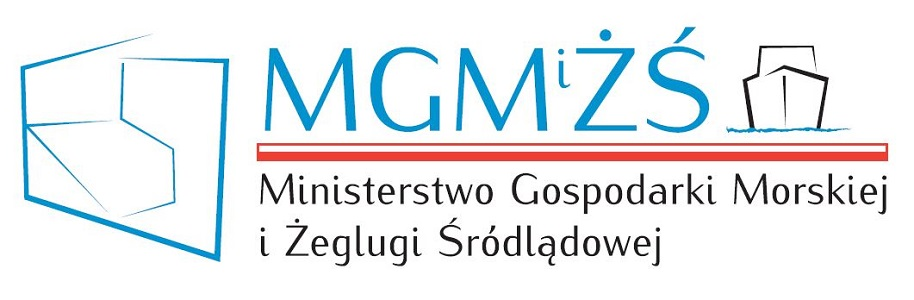 MGMiŻŚ
Ministerstwo Gospodarki Morskiej
i Żeglugi Śródlądowej